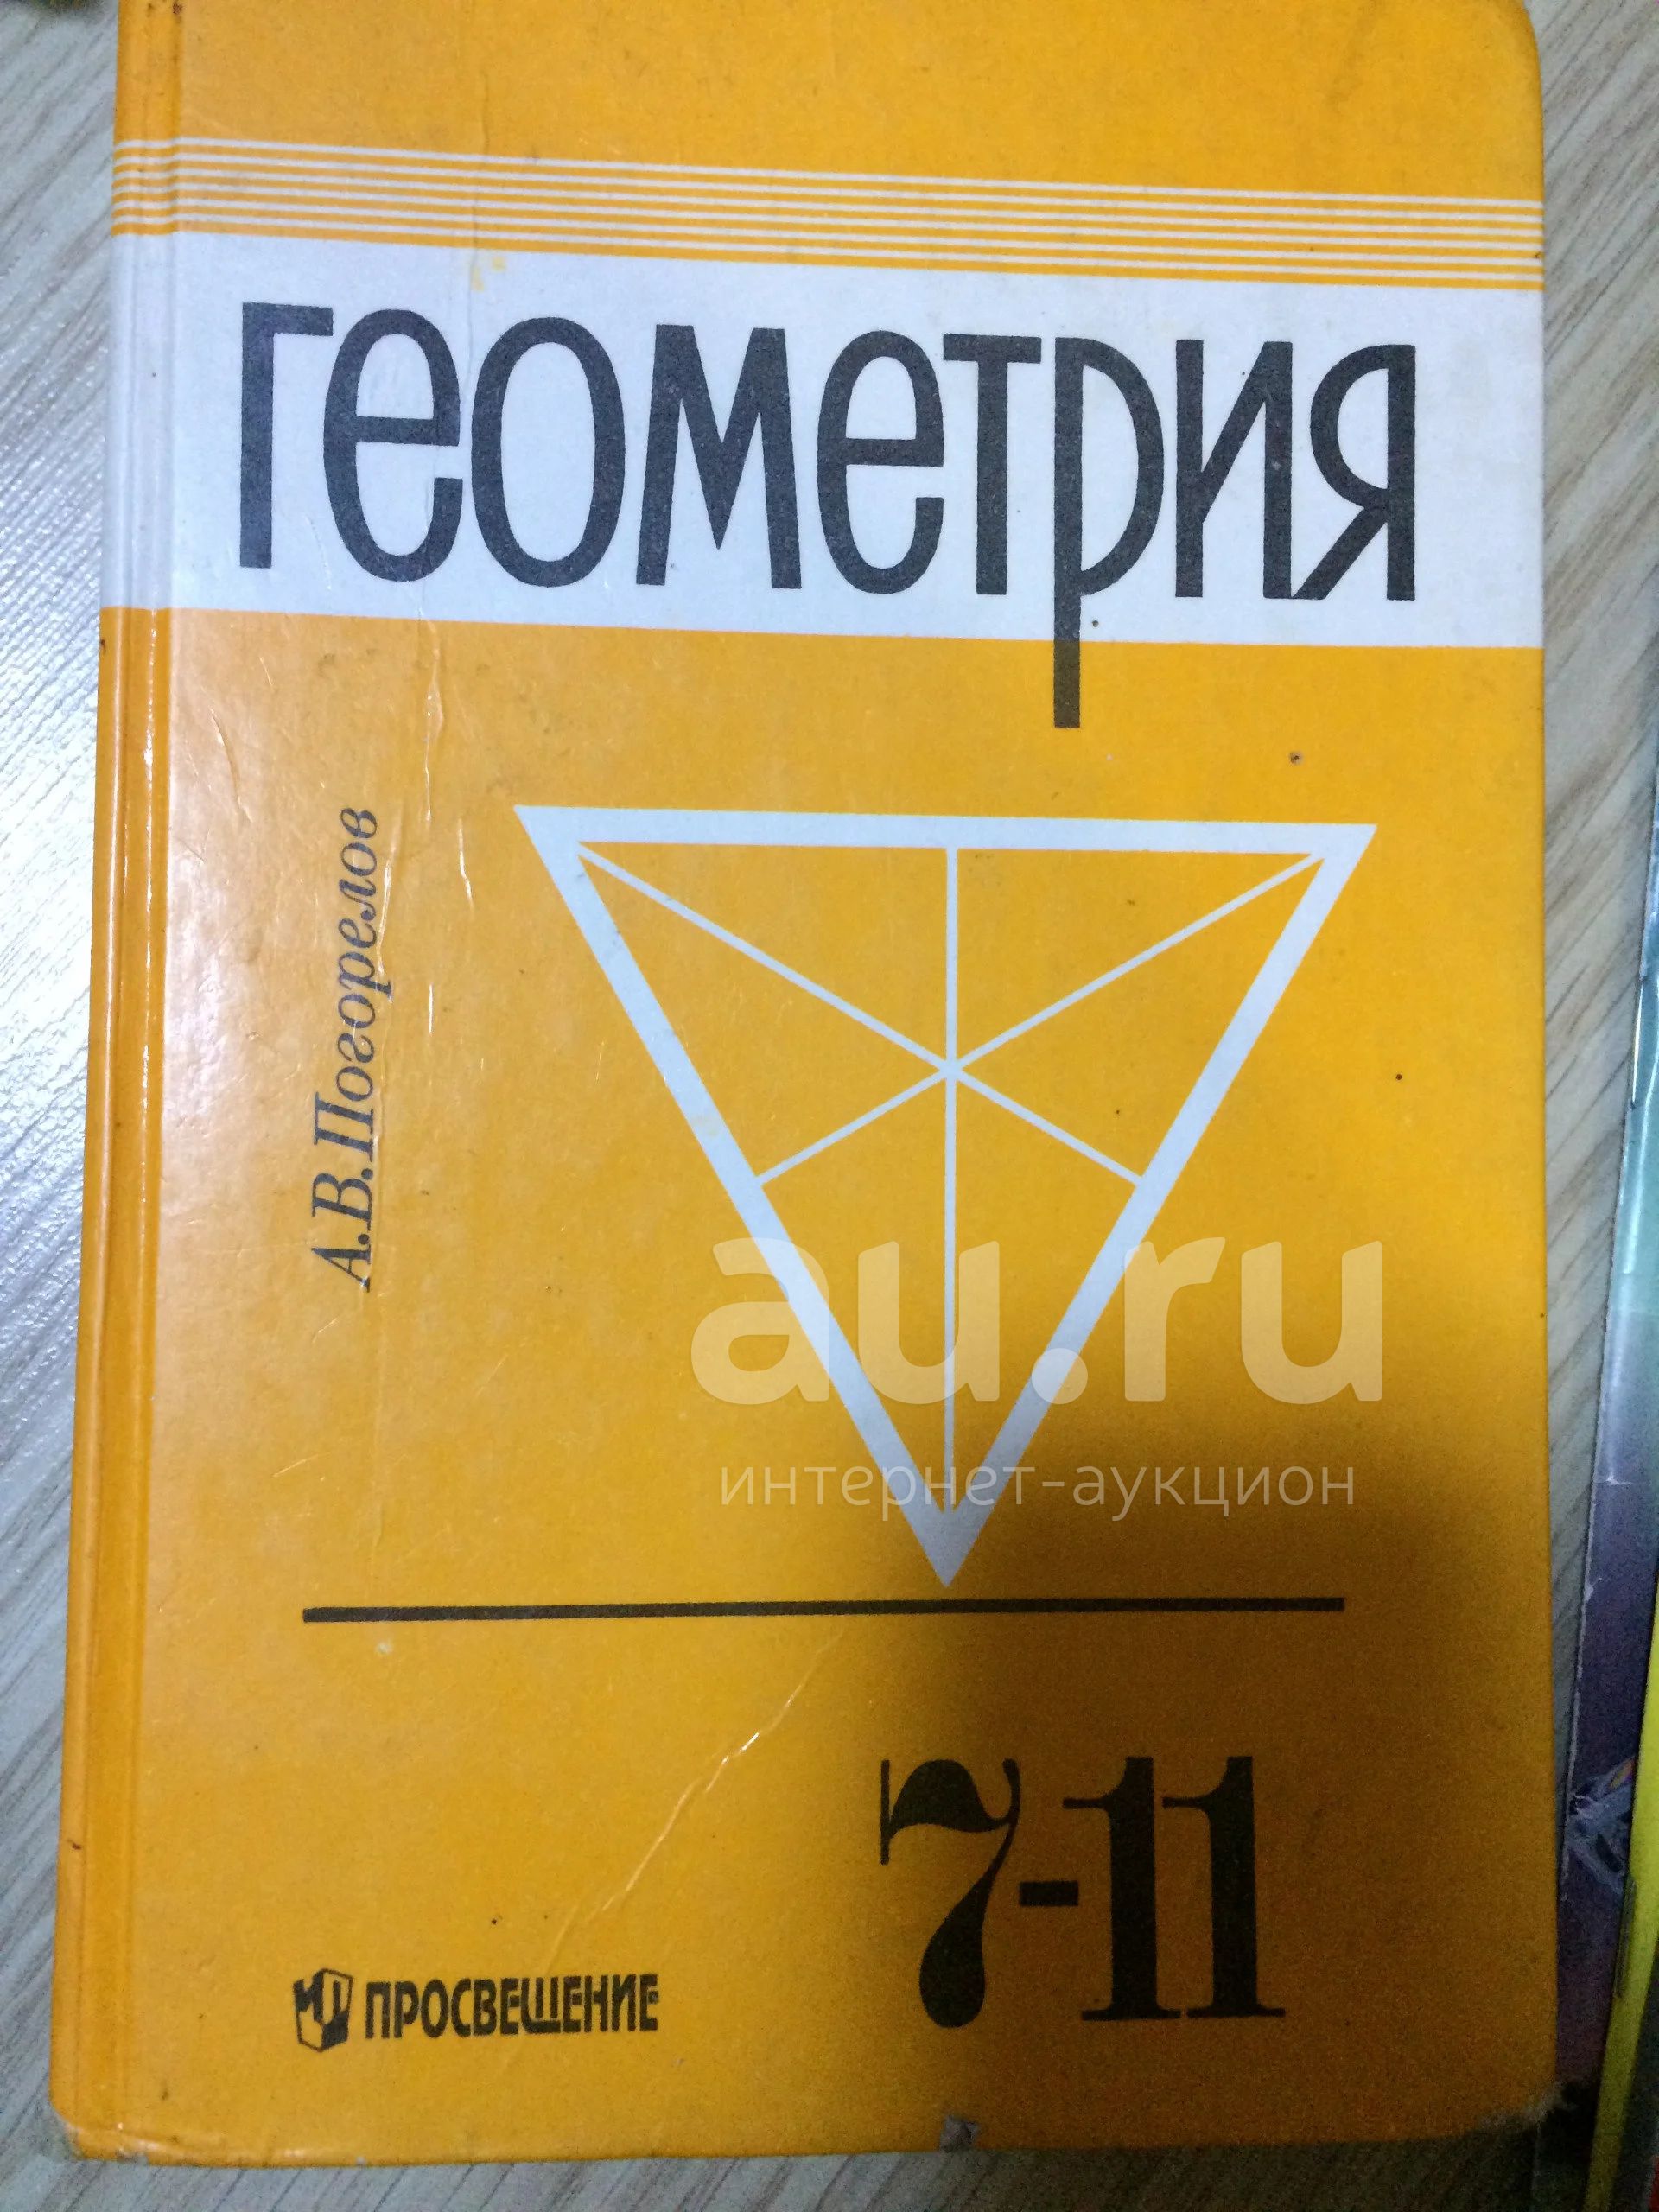 геометрия
А.В.Погорелов
au.ru
интернет-аукцион
7-11
ПРОСВЕЩЕНИЕ